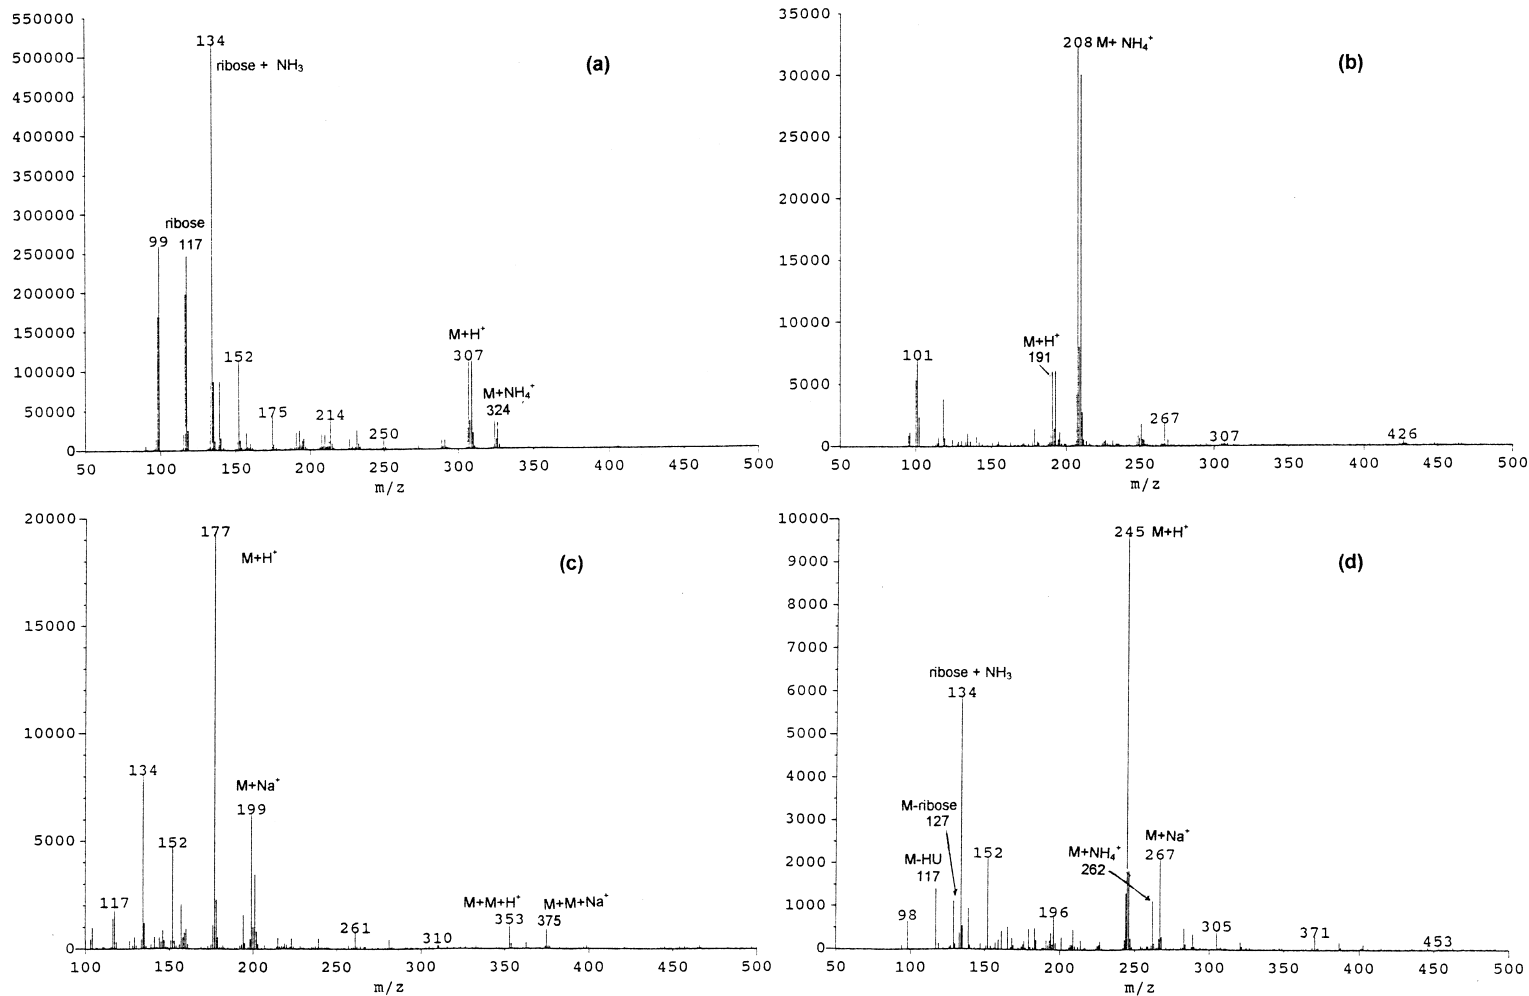 550000
500000
450000
400000
350000
300000
250000
200000
150000
100000
50000
0
134
ribose + NH3
(a)
ribose
99
117
152
175
214
250
M+H+
307
M+NH4+
324
50 100 150 200 250 300 350 400 450 500
m/z
35000
30000
25000
20000
15000
10000
5000
0
208 M+ NH4+
(b)
M+H+
191
101
267
307
426
50 100 150 200 250 300 350 400 450 500
m/z
20000
15000
10000
5000
0
177
M+H+
(c)
134
M+Na+
199
152
117
261
310
M+M+H+
353
M+M+Na+
375
100 150 200 250 300 350 400 450 500
m/z
10000
9000
8000
7000
6000
5000
4000
3000
2000
1000
0
245 M+H+
(d)
ribose + NH3
134
M-ribose
127
M-HU
117
152
M+NH4+
262
M+Na+
267
98
196
305
371
453
50 100 150 200 250 300 350 400 450 500
m/z